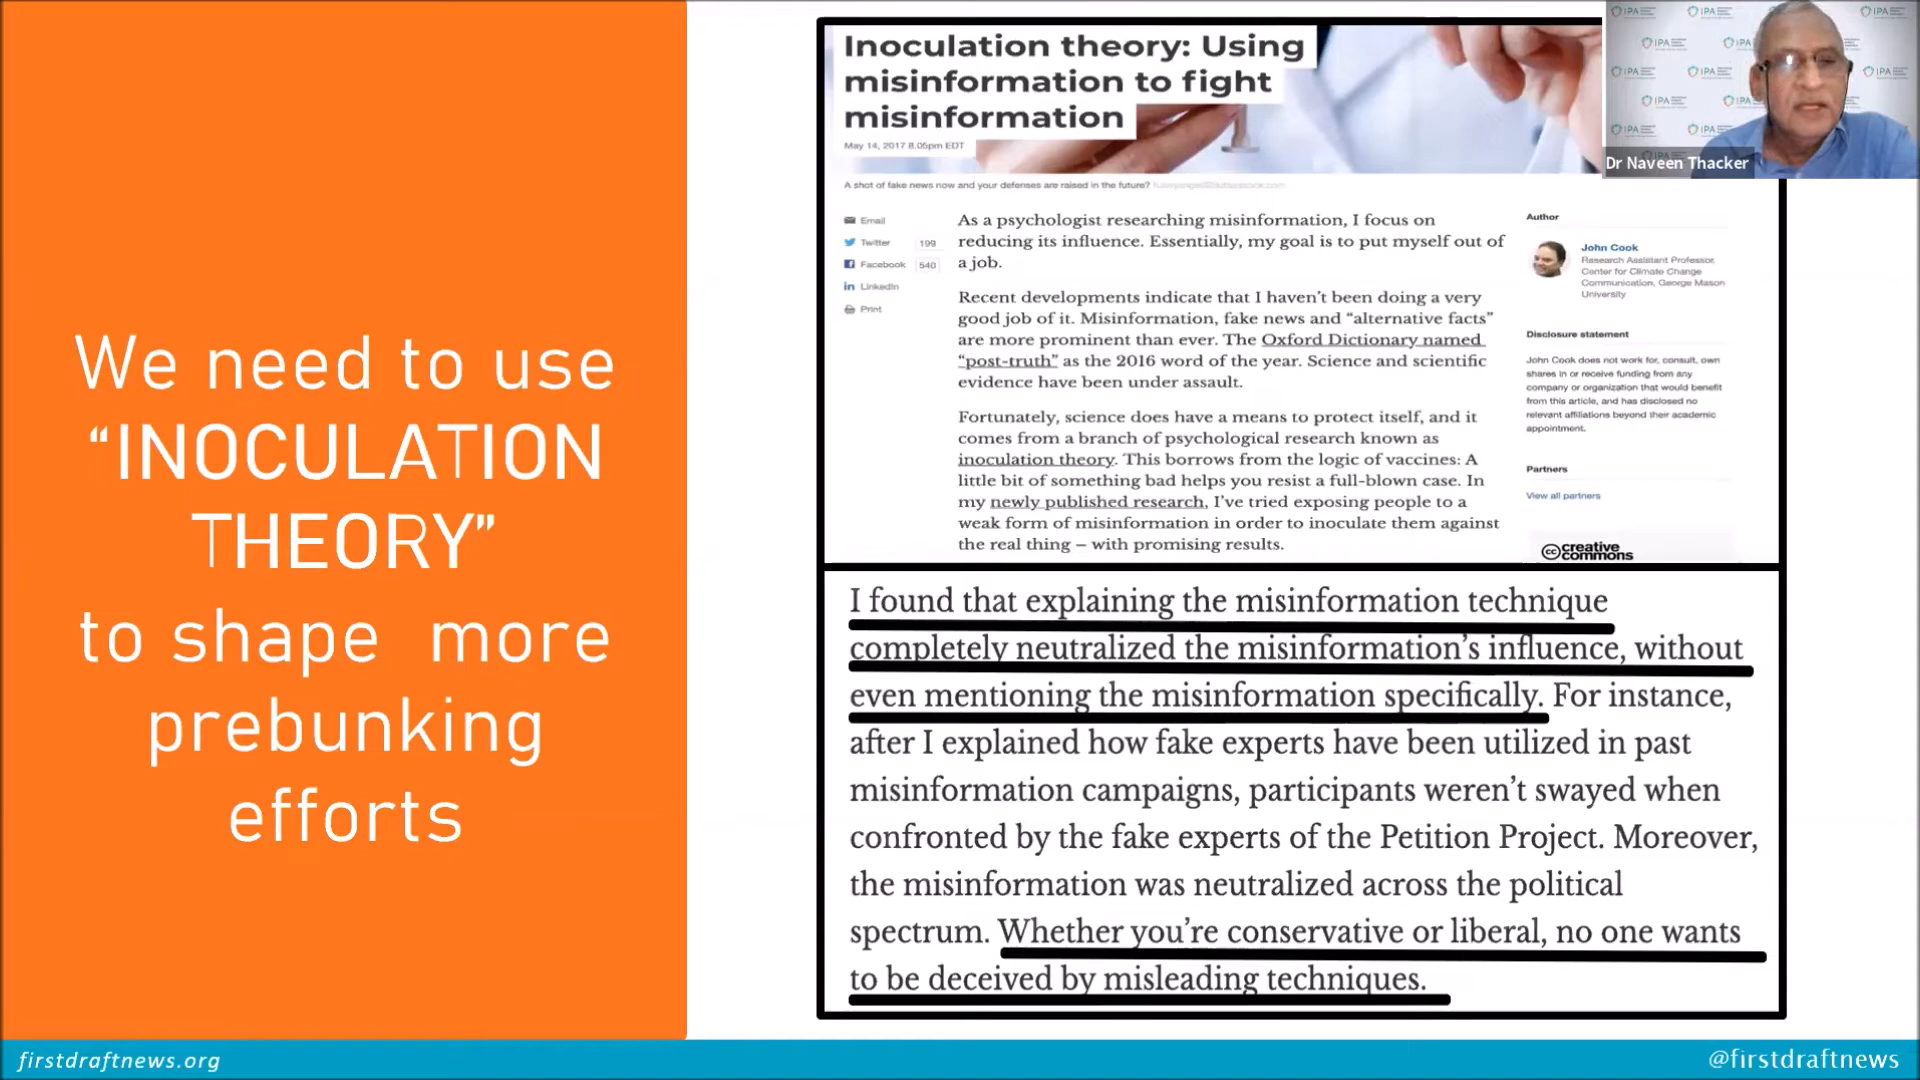 We need to use
“INOCULATION
THEORY”
to shape more
prebunking
efforts
Inoculation theory: Using
misinformation to fight
misinformation
May 14, 2017 8.05pm EDT
A shot of fake news now and your defenses are raised in the future?
Email
Twitter 199
Facebook 540
LinkedIn
Print
As a psychologist researching misinformation, I focus on
reducing its influence. Essentially, my goal is to put myself out of
a job.
Recent developments indicate that I haven’t been doing a very
good job of it. Misinformation, fake news and “alternative facts”
are more prominent than ever. The Oxford Dictionary named
“post-truth” as the 2016 word of the year. Science and scientific
evidence have been under assault.
Fortunately, science does have a means to protect itself, and it
comes from a branch of psychological research known as
inoculation theory. This borrows from the logic of vaccines: A
little bit of something bad helps you resist a full-blown case. In
my newly published research, I’ve tried exposing people to a
weak form of misinformation in order to inoculate them against
the real thing – with promising results.
Author
John Cook
Research Assistant Professor,
Center for Climate Change
Communication, George Mason
University
Disclosure statement
John Cook does not work for, consult, own
shares in or receive funding from any
company or organization that would benefit
from this article, and has disclosed no
relevant affiliations beyond their academic
appointment.
Partners
View all partners
cc creative
commons
I found that explaining the misinformation technique
completely neutralized the misinformation’s influence, without
even mentioning the misinformation specifically. For instance,
after I explained how fake experts have been utilized in past
misinformation campaigns, participants weren’t swayed when
confronted by the fake experts of the Petition Project. Moreover,
the misinformation was neutralized across the political
spectrum. Whether you’re conservative or liberal, no one wants
to be deceived by misleading techniques.
IPA
Dr Naveen Thacker
firstdraftnews.org
@firstdraftnews